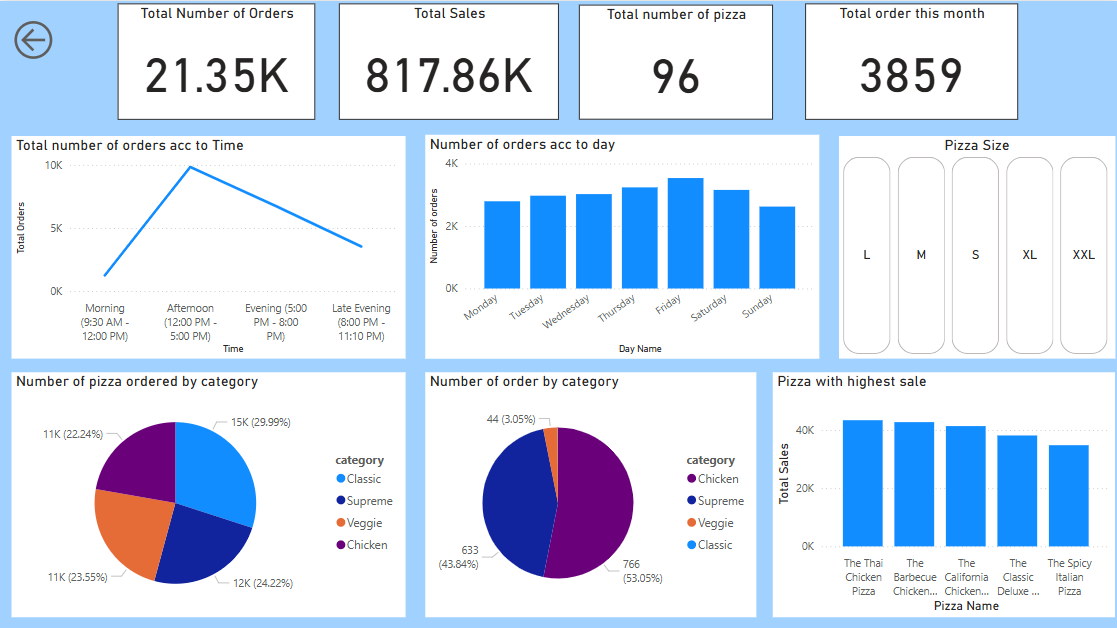 Total Number of Orders
21.35K
Total Sales
817.86K
Total number of pizza
96
Total order this month
3859
Total number of orders acc to Time
Total Orders
10K
5K
0K
Morning
(9:30 AM -
12:00 PM)
Afternoon
(12:00 PM -
5:00 PM)
Evening (5:00
PM - 8:00
PM)
Late Evening
(8:00 PM -
11:10 PM)
Time
Number of orders acc to day
Number of orders
4K
2K
0K
Monday
Tuesday
Wednesday
Thursday
Friday
Saturday
Sunday
Day Name
Pizza Size
L
M
S
XL
XXL
Number of pizza ordered by category
15K (29.99%)
12K (24.22%)
11K (23.55%)
11K (22.24%)
category
Classic
Supreme
Veggie
Chicken
Number of order by category
44 (3.05%)
633
(43.84%)
766
(53.05%)
category
Chicken
Supreme
Veggie
Classic
Pizza with highest sale
Total Sales
40K
20K
0K
The Thai
Chicken
Pizza
The
Barbecue
Chicken...
The
California
Chicken...
The
Classic
Deluxe ...
The Spicy
Italian
Pizza
Pizza Name